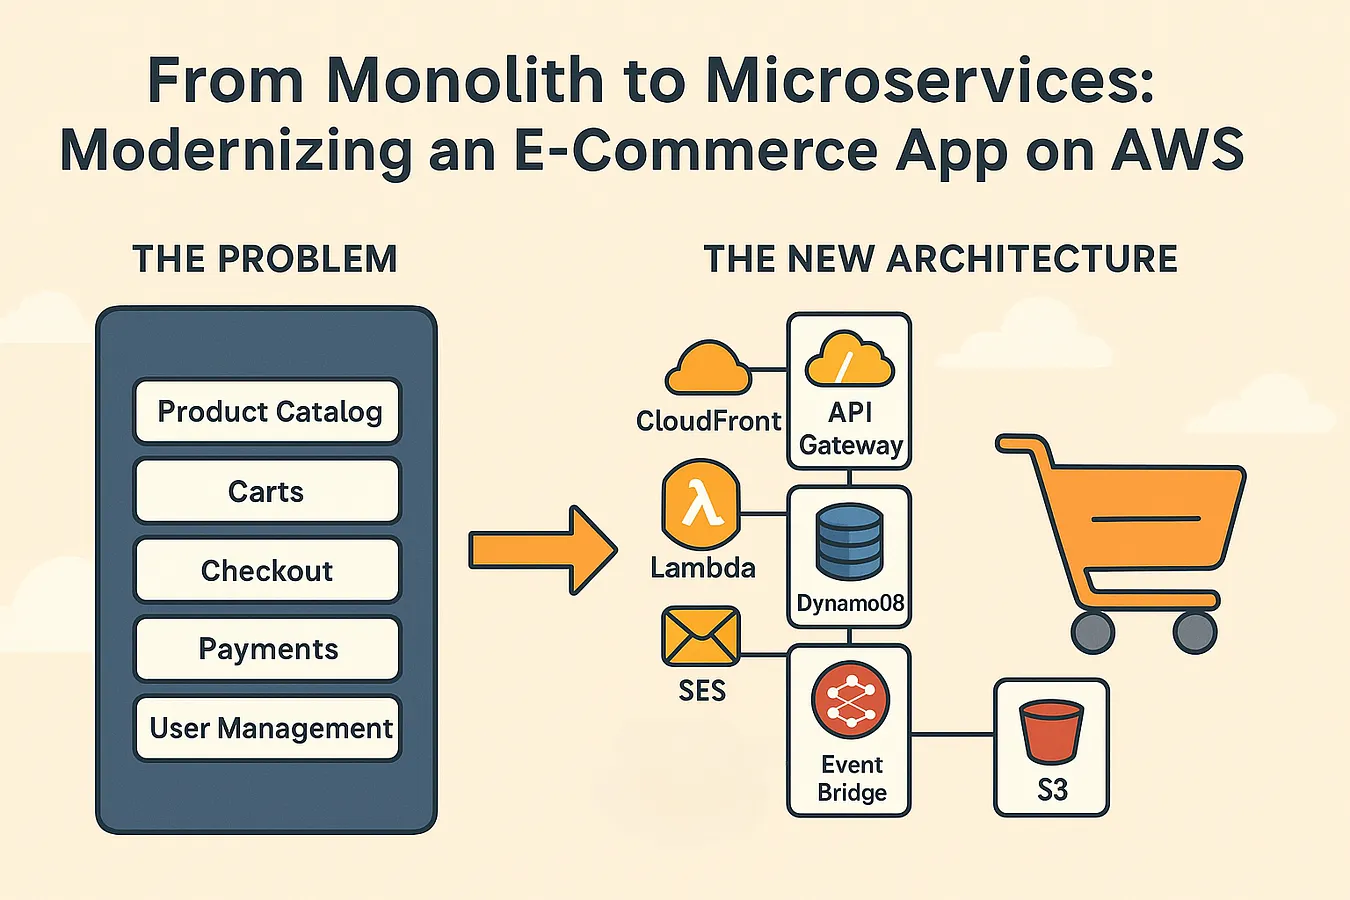 From Monolith to Microservices:
Modernizing an E-Commerce App on AWS
THE PROBLEM
Product Catalog
Carts
Checkout
Payments
User Management
THE NEW ARCHITECTURE
CloudFront
API
Gateway
Lambda
Dynamo08
SES
Event
Bridge
S3